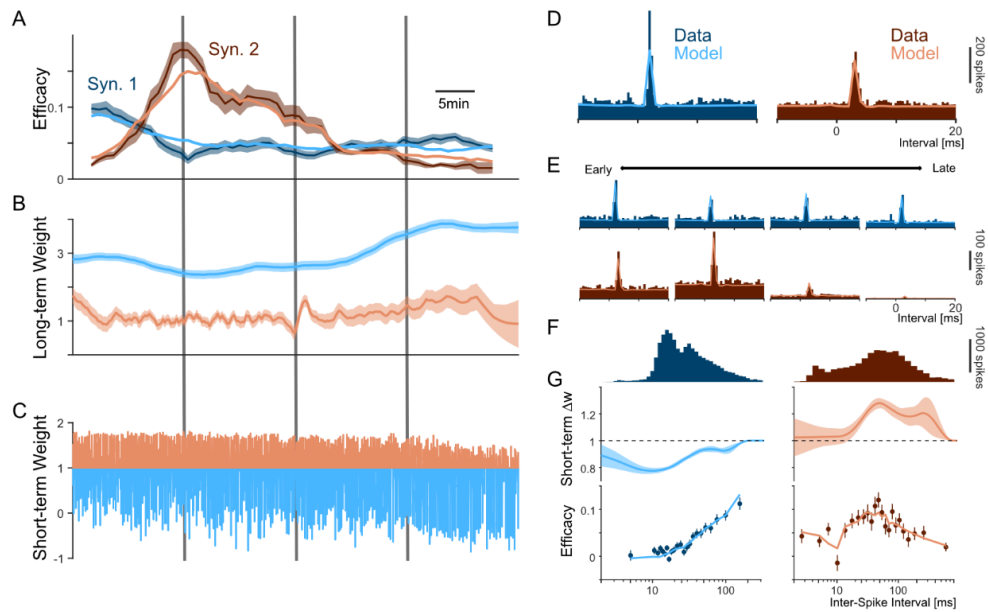 A
Syn. 2
Syn. 1
5min
0.1
0
Efficacy
B
3
1
Long-term Weight
C
2
1
0
-1
Short-term Weight
D
Data
Model
Data
Model
200 spikes
0
20
Interval [ms]
E
Early
Late
100 spikes
0
20
Interval [ms]
F
1000 spikes
G
1.2
1
0.8
Short-term Δw
0.1
0
Efficacy
10
100
10
100
Inter-Spike Interval [ms]